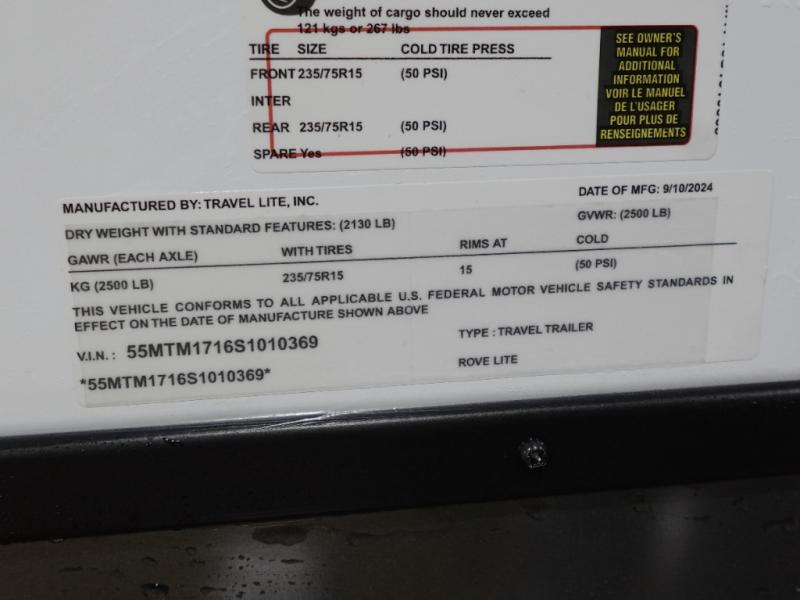 The weight of cargo should never exceed
121 kgs or 267 lbs
TIRE SIZE COLD TIRE PRESS
FRONT 235/75R15 (50 PSI)
INTER
REAR 235/75R15 (50 PSI)
SPARE Yes (50 PSI)
SEE OWNER'S
MANUAL FOR
ADDITIONAL
INFORMATION
VOIR LE MANUEL
DE L'USAGER
POUR PLUS DE
RENSEIGNEMENTS
MANUFACTURED BY: TRAVEL LITE, INC. DATE OF MFG: 9/10/2024
DRY WEIGHT WITH STANDARD FEATURES: (2130 LB) GVWR: (2500 LB)
GAWR (EACH AXLE) WITH TIRES RIMS AT COLD
KG (2500 LB) 235/75R15 15 (50 PSI)
THIS VEHICLE CONFORMS TO ALL APPLICABLE U.S. FEDERAL MOTOR VEHICLE SAFETY STANDARDS IN
EFFECT ON THE DATE OF MANUFACTURE SHOWN ABOVE
V.I.N. : 55MTM1716S1010369 TYPE : TRAVEL TRAILER
*55MTM1716S1010369* ROVE LITE